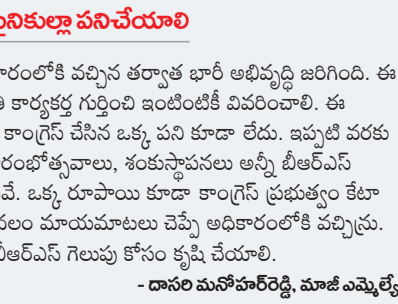 సైనికుల్లా పనిచేయాలి
కారంలోకి వచ్చిన తర్వాత భారీ అభివృద్ధి జరిగింది. ఈ
తి కార్యకర్త గుర్తించి ఇంటింటికీ వివరించాలి. ఈ
కాంగ్రెస్ చేసిన ఒక్క పని కూడా లేదు. ఇప్పటి వరకు
రంభోత్సవాలు, శంకుస్థాపనలు అన్నీ బీఆర్ఎస్
వే. ఒక్క రూపాయి కూడా కాంగ్రెస్ ప్రభుత్వం కేటా
వలం మాయమాటలు చెప్పే అధికారంలోకి వచ్చిను.
బీఆర్ఎస్ గెలుపు కోసం కృషి చేయాలి.
- దాసరి మనోహర్‌రెడ్డి, మాజీ ఎమ్మెల్యే